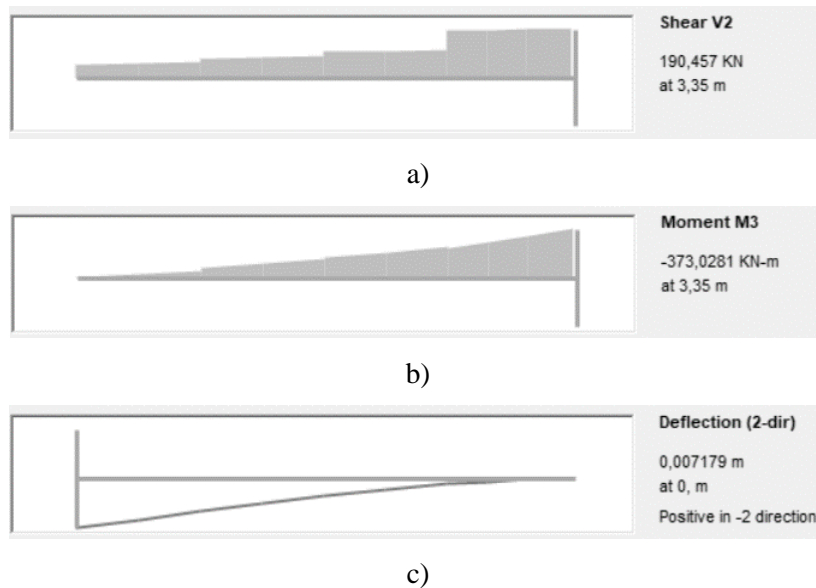 Shear V2
190,457 KN
at 3,35 m
a)
Moment M3
-373,0281 KN-m
at 3,35 m
b)
Deflection (2-dir)
0,007179 m
at 0, m
Positive in -2 direction
c)